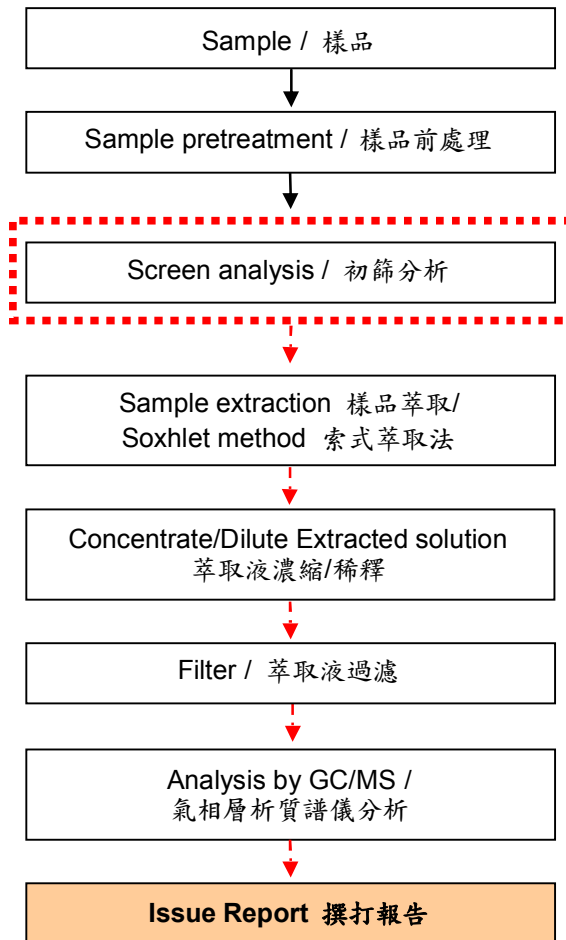 Sample / 樣品
Sample pretreatment / 樣品前處理
Screen analysis / 初篩分析
Sample extraction 樣品萃取/
Soxhlet method 索式萃取法
Concentrate/Dilute Extracted solution
萃取液濃縮/稀釋
Filter / 萃取液過濾
Analysis by GC/MS /
氣相層析質譜儀分析
Issue Report 撰打報告